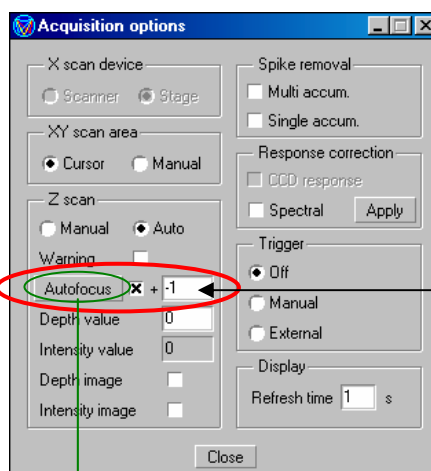 Acquisition options
X scan device
Scanner Stage
XY scan area
Cursor Manual
Z scan
Manual Auto
Warning
Autofocus + -1
Depth value 0
Intensity value 0
Depth image
Intensity image
Spike removal
Multi accum.
Single accum.
Response correction
CCD response
Spectral Apply
Trigger
Off
Manual
External
Display
Refresh time 1 s
Close